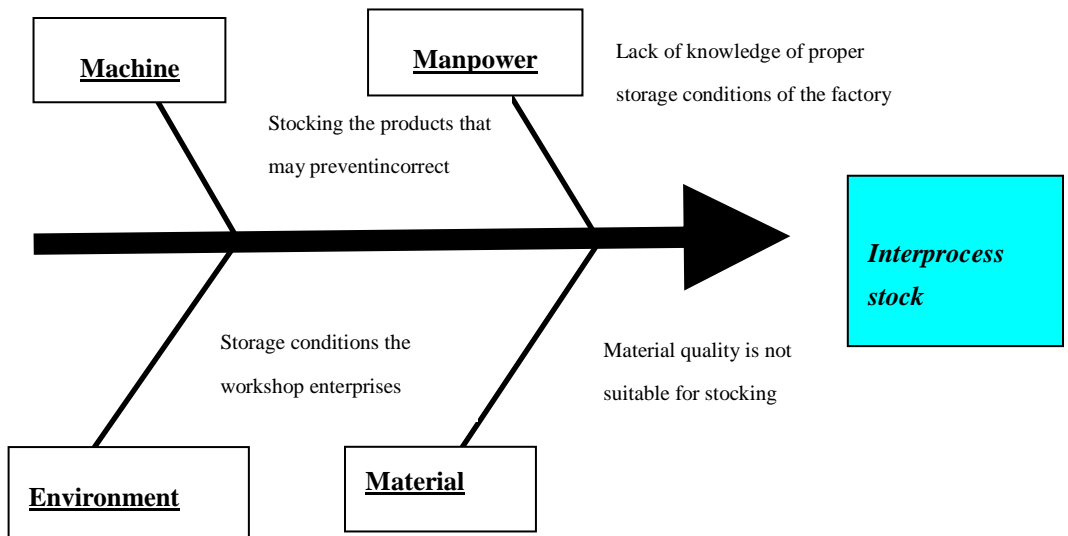 Machine
Manpower
Lack of knowledge of proper
storage conditions of the factory
Stocking the products that
may preventincorrect
Interprocess
stock
Storage conditions the
workshop enterprises
Material quality is not
suitable for stocking
Environment
Material